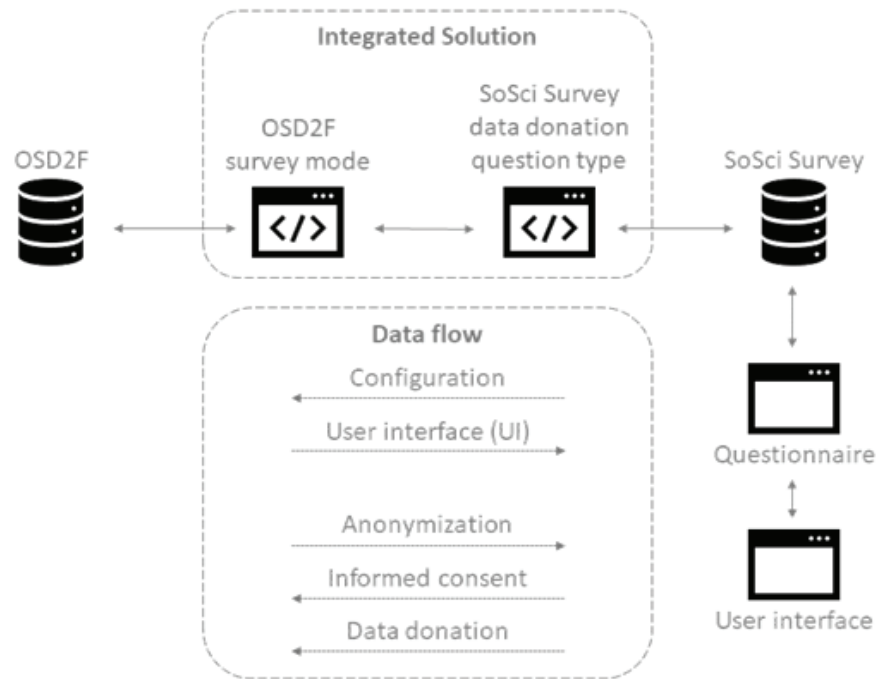 Integrated Solution
OSD2F
OSD2F
survey mode
</>
SoSci Survey
data donation
question type
</>
SoSci Survey
Data flow
Configuration
User interface (UI)
Anonymization
Informed consent
Data donation
Questionnaire
User interface